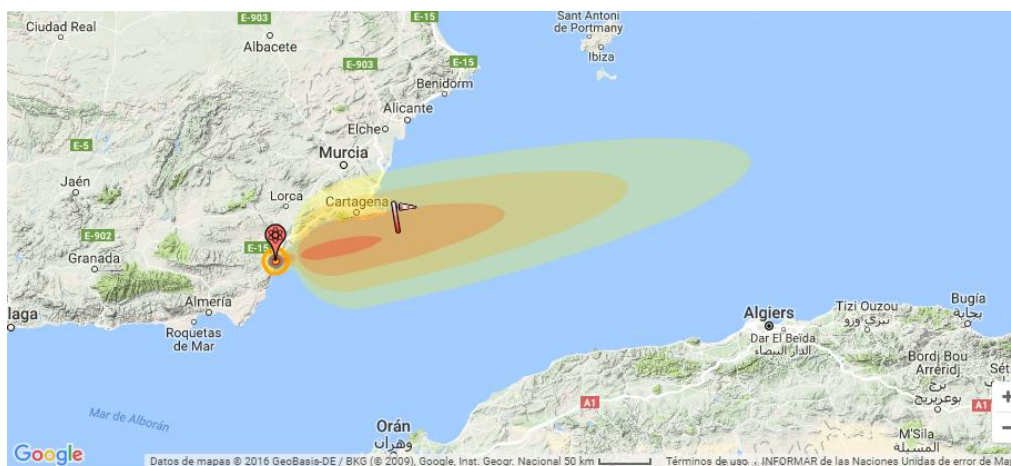 Ciudad Real
E-903
Albacete
E-15
Sant Antoni
de Portmany
Ibiza
E-903
E-15
Benidorm
Alicante
Elche
E-5
Murcia
Jaén
Lorca
Cartagena
E-902
E-15
Granada
Almería
Roquetas
de Mar
laga
Algiers
Tizi Ouzou
تيزي وزو
Bugía
بجاية
Dar El Beïda
الدار البيضاء
Bordj Bou
Arreridj
برج
بوعريريج
Sét
A1
A1
Mar de Alborán
Orán
وهران
M'Sila
المسيلة
+
−
Google
Datos de mapas © 2016 GeoBasis-DE / BKG (© 2009), Google, Inst. Geogr. Nacional 50 km
Términos de uso
INFORMAR de las Naciones Unidas de error de Map